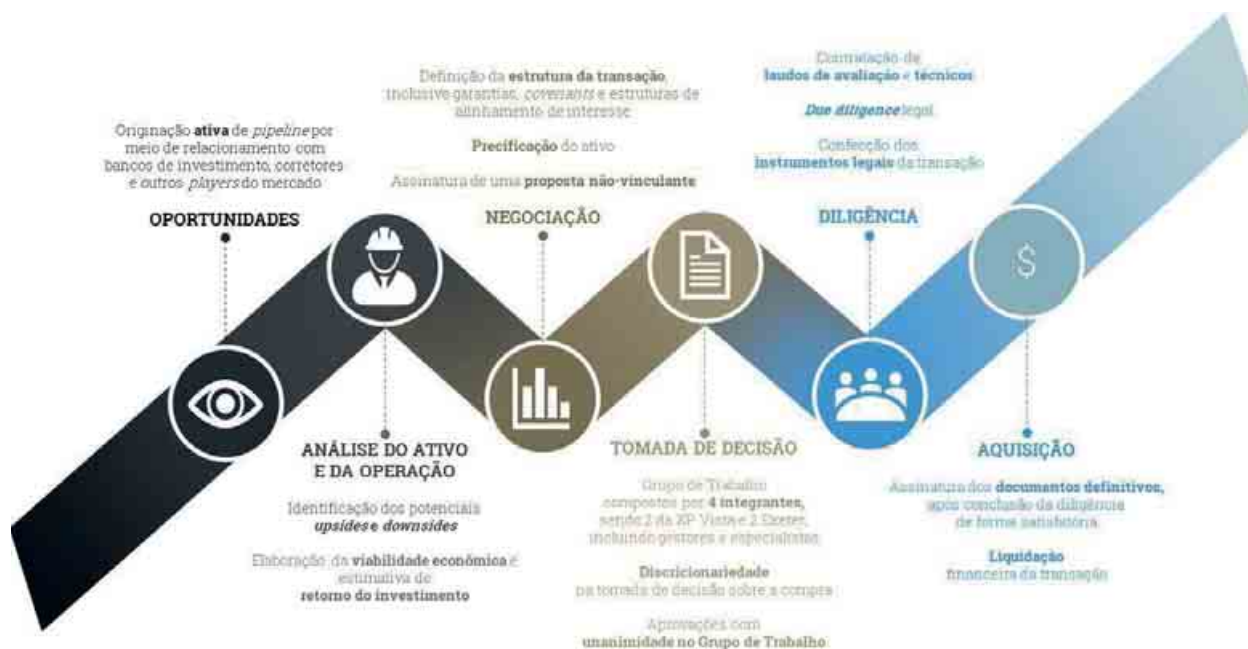 Originação ativa de pipeline por
meio de relacionamento com
bancos de investimento, corretores
e outros players do mercado
OPORTUNIDADES
ANÁLISE DO ATIVO
E DA OPERAÇÃO
Identificação dos potenciais
upsides e downsides
Elaboração da viabilidade econômica e
estimativa de
retorno do investimento
Definição da estrutura da transação,
inclusive garantias, covenants e estruturas de
alinhamento de interesse
Precificação do ativo
Assinatura de uma proposta não-vinculante
NEGOCIAÇÃO
TOMADA DE DECISÃO
Grupo de Trabalho
compostos por 4 integrantes,
sendo 2 da XP Vista e 2 Exeter,
incluindo gestores e especialistas
Discricionariedade
na tomada de decisão sobre a compra
Aprovações com
unanimidade no Grupo de Trabalho
Contratação de
laudos de avaliação e técnicos
Due diligence legal
Confecção dos
instrumentos legais da transação
DILIGÊNCIA
$
AQUISIÇÃO
Assinatura dos documentos definitivos,
após conclusão da diligência
de forma satisfatória
Liquidação
financeira da transação